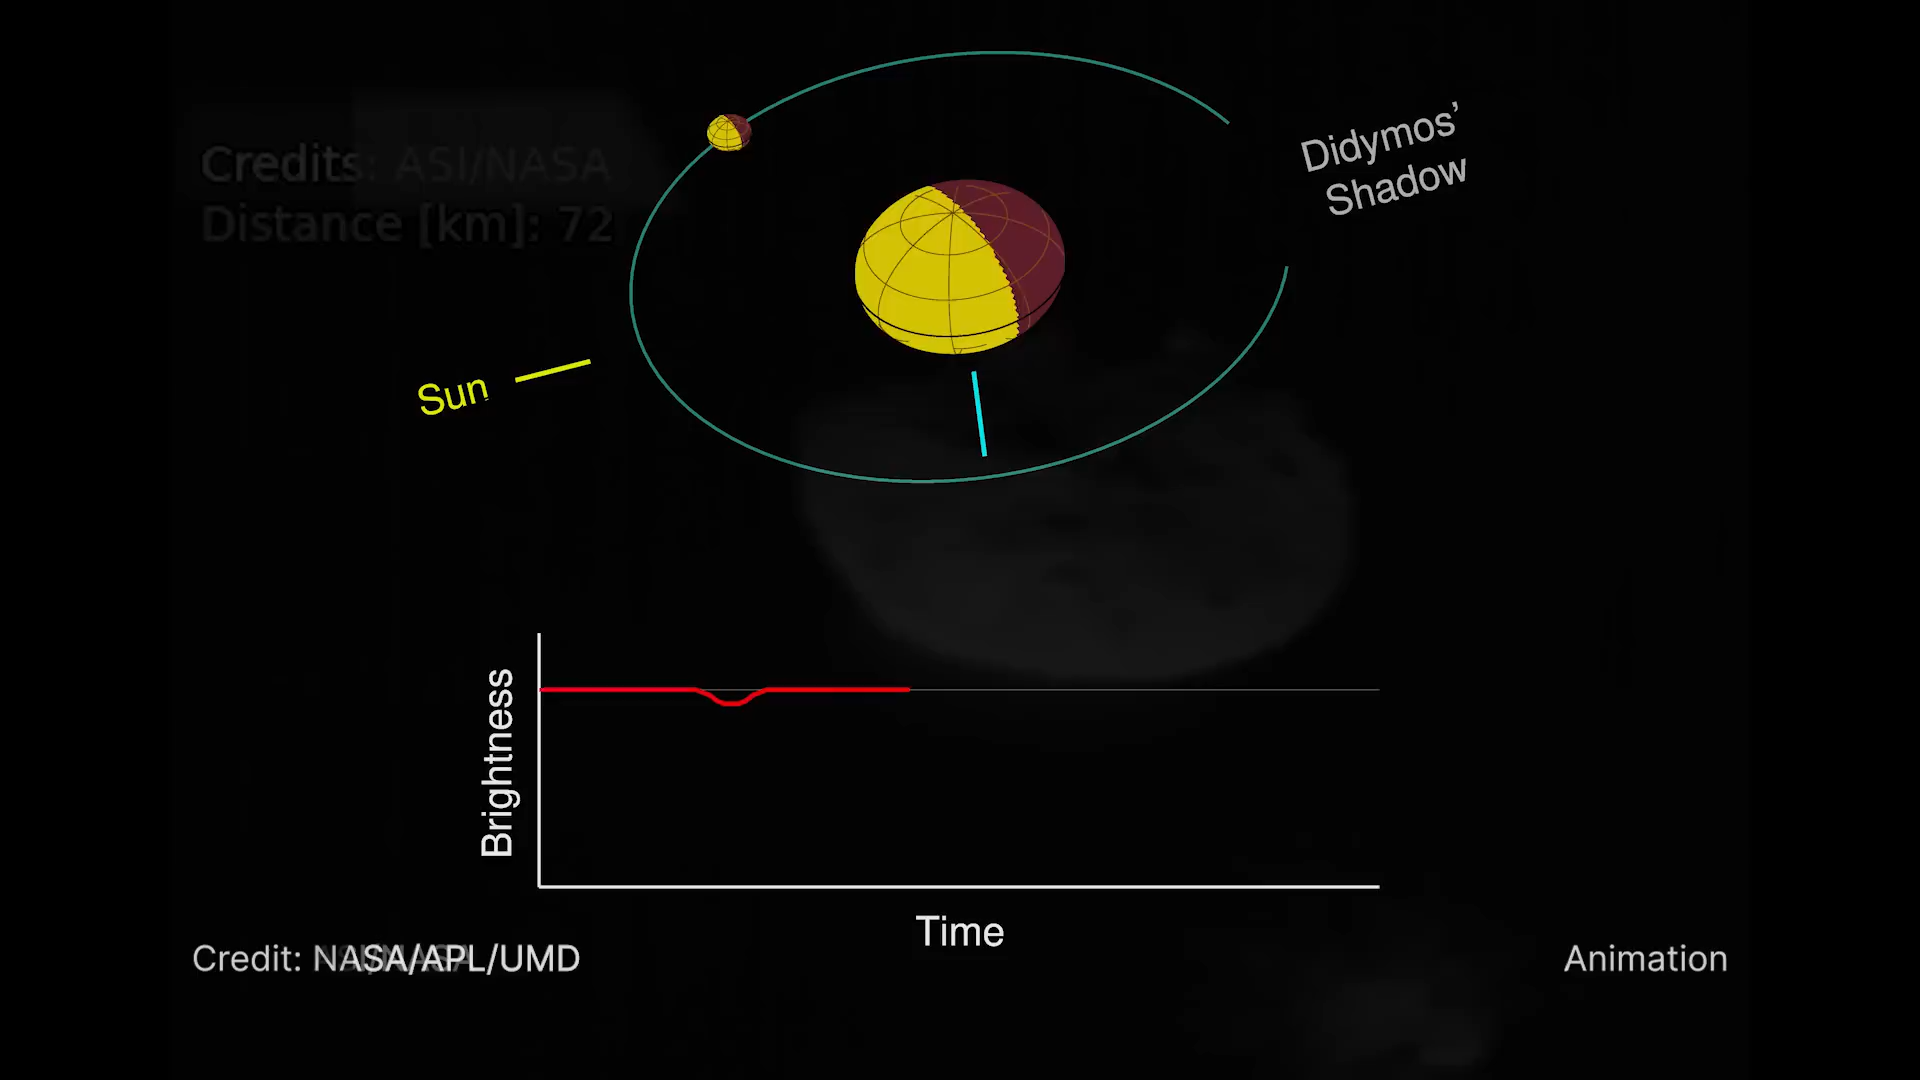 Credits: ASI/NASA
Distance [km]: 72
Didymos’
Shadow
Sun
Brightness
Time
Credit: NASA/APL/UMD
Animation